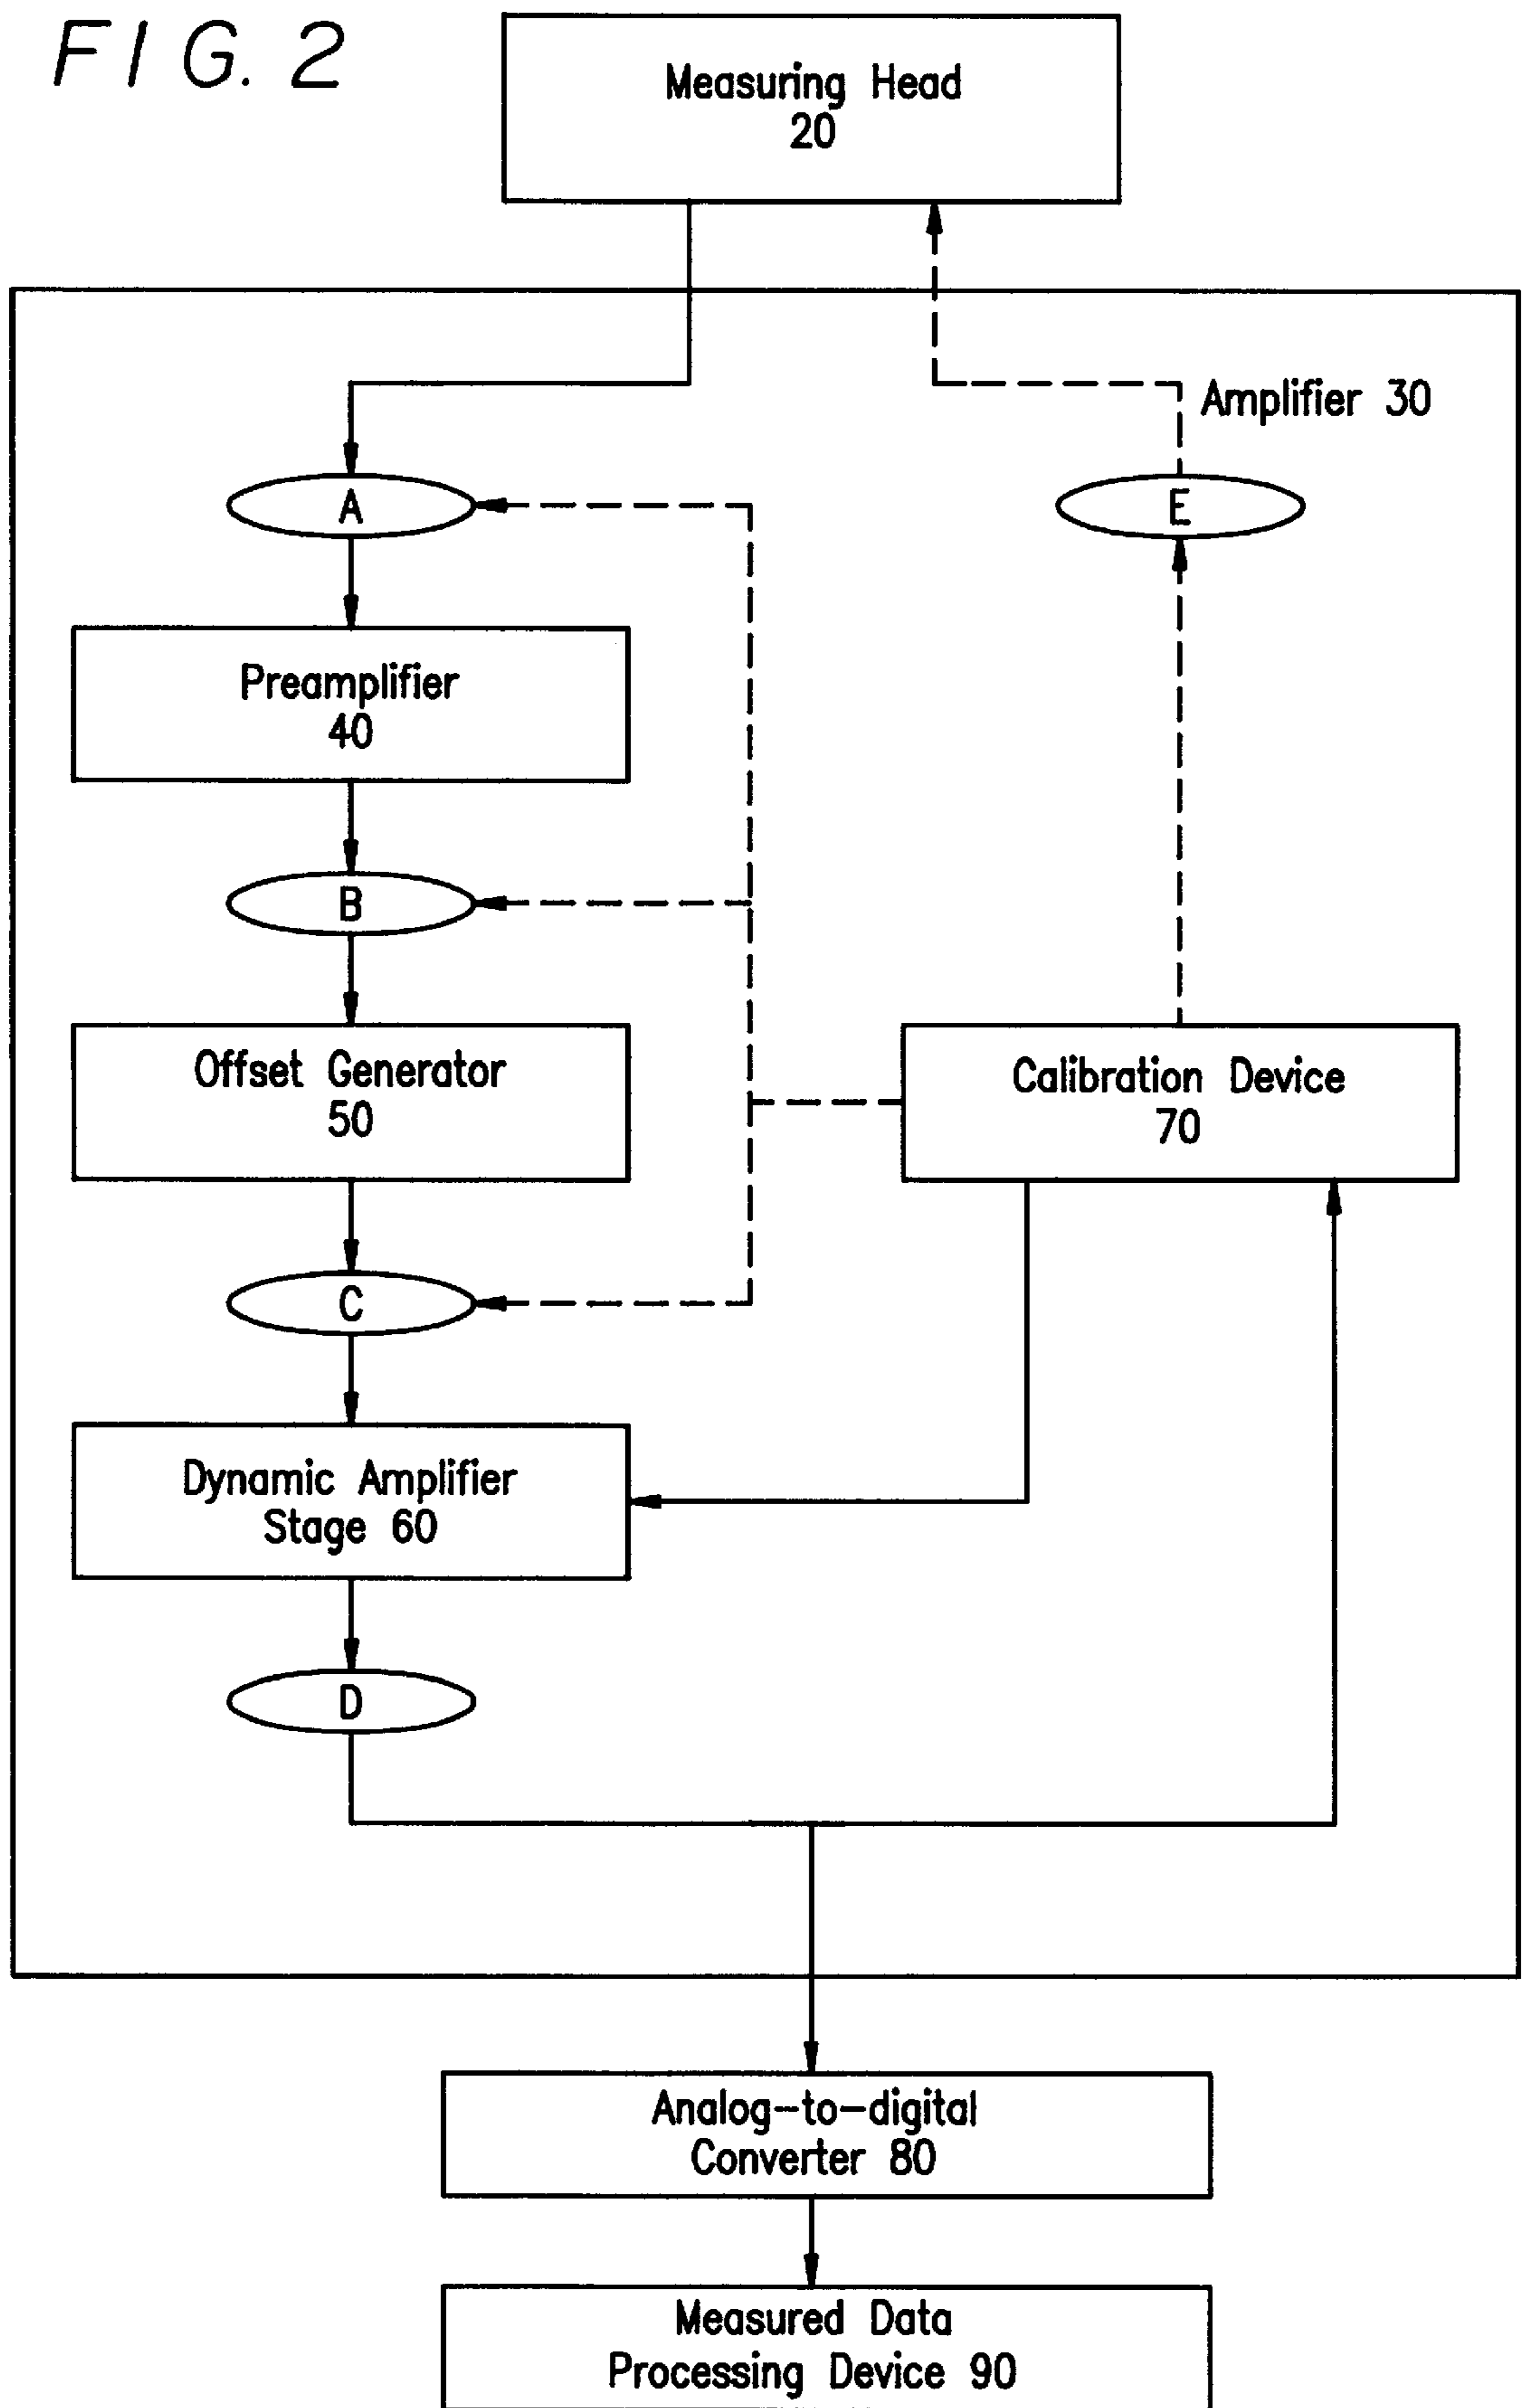 FIG. 2
Measuring Head
20
Amplifier 30
A
E
Preamplifier
40
B
Offset Generator
50
Calibration Device
70
C
Dynamic Amplifier
Stage 60
D
Analog-to-digital
Converter 80
Measured Data
Processing Device 90